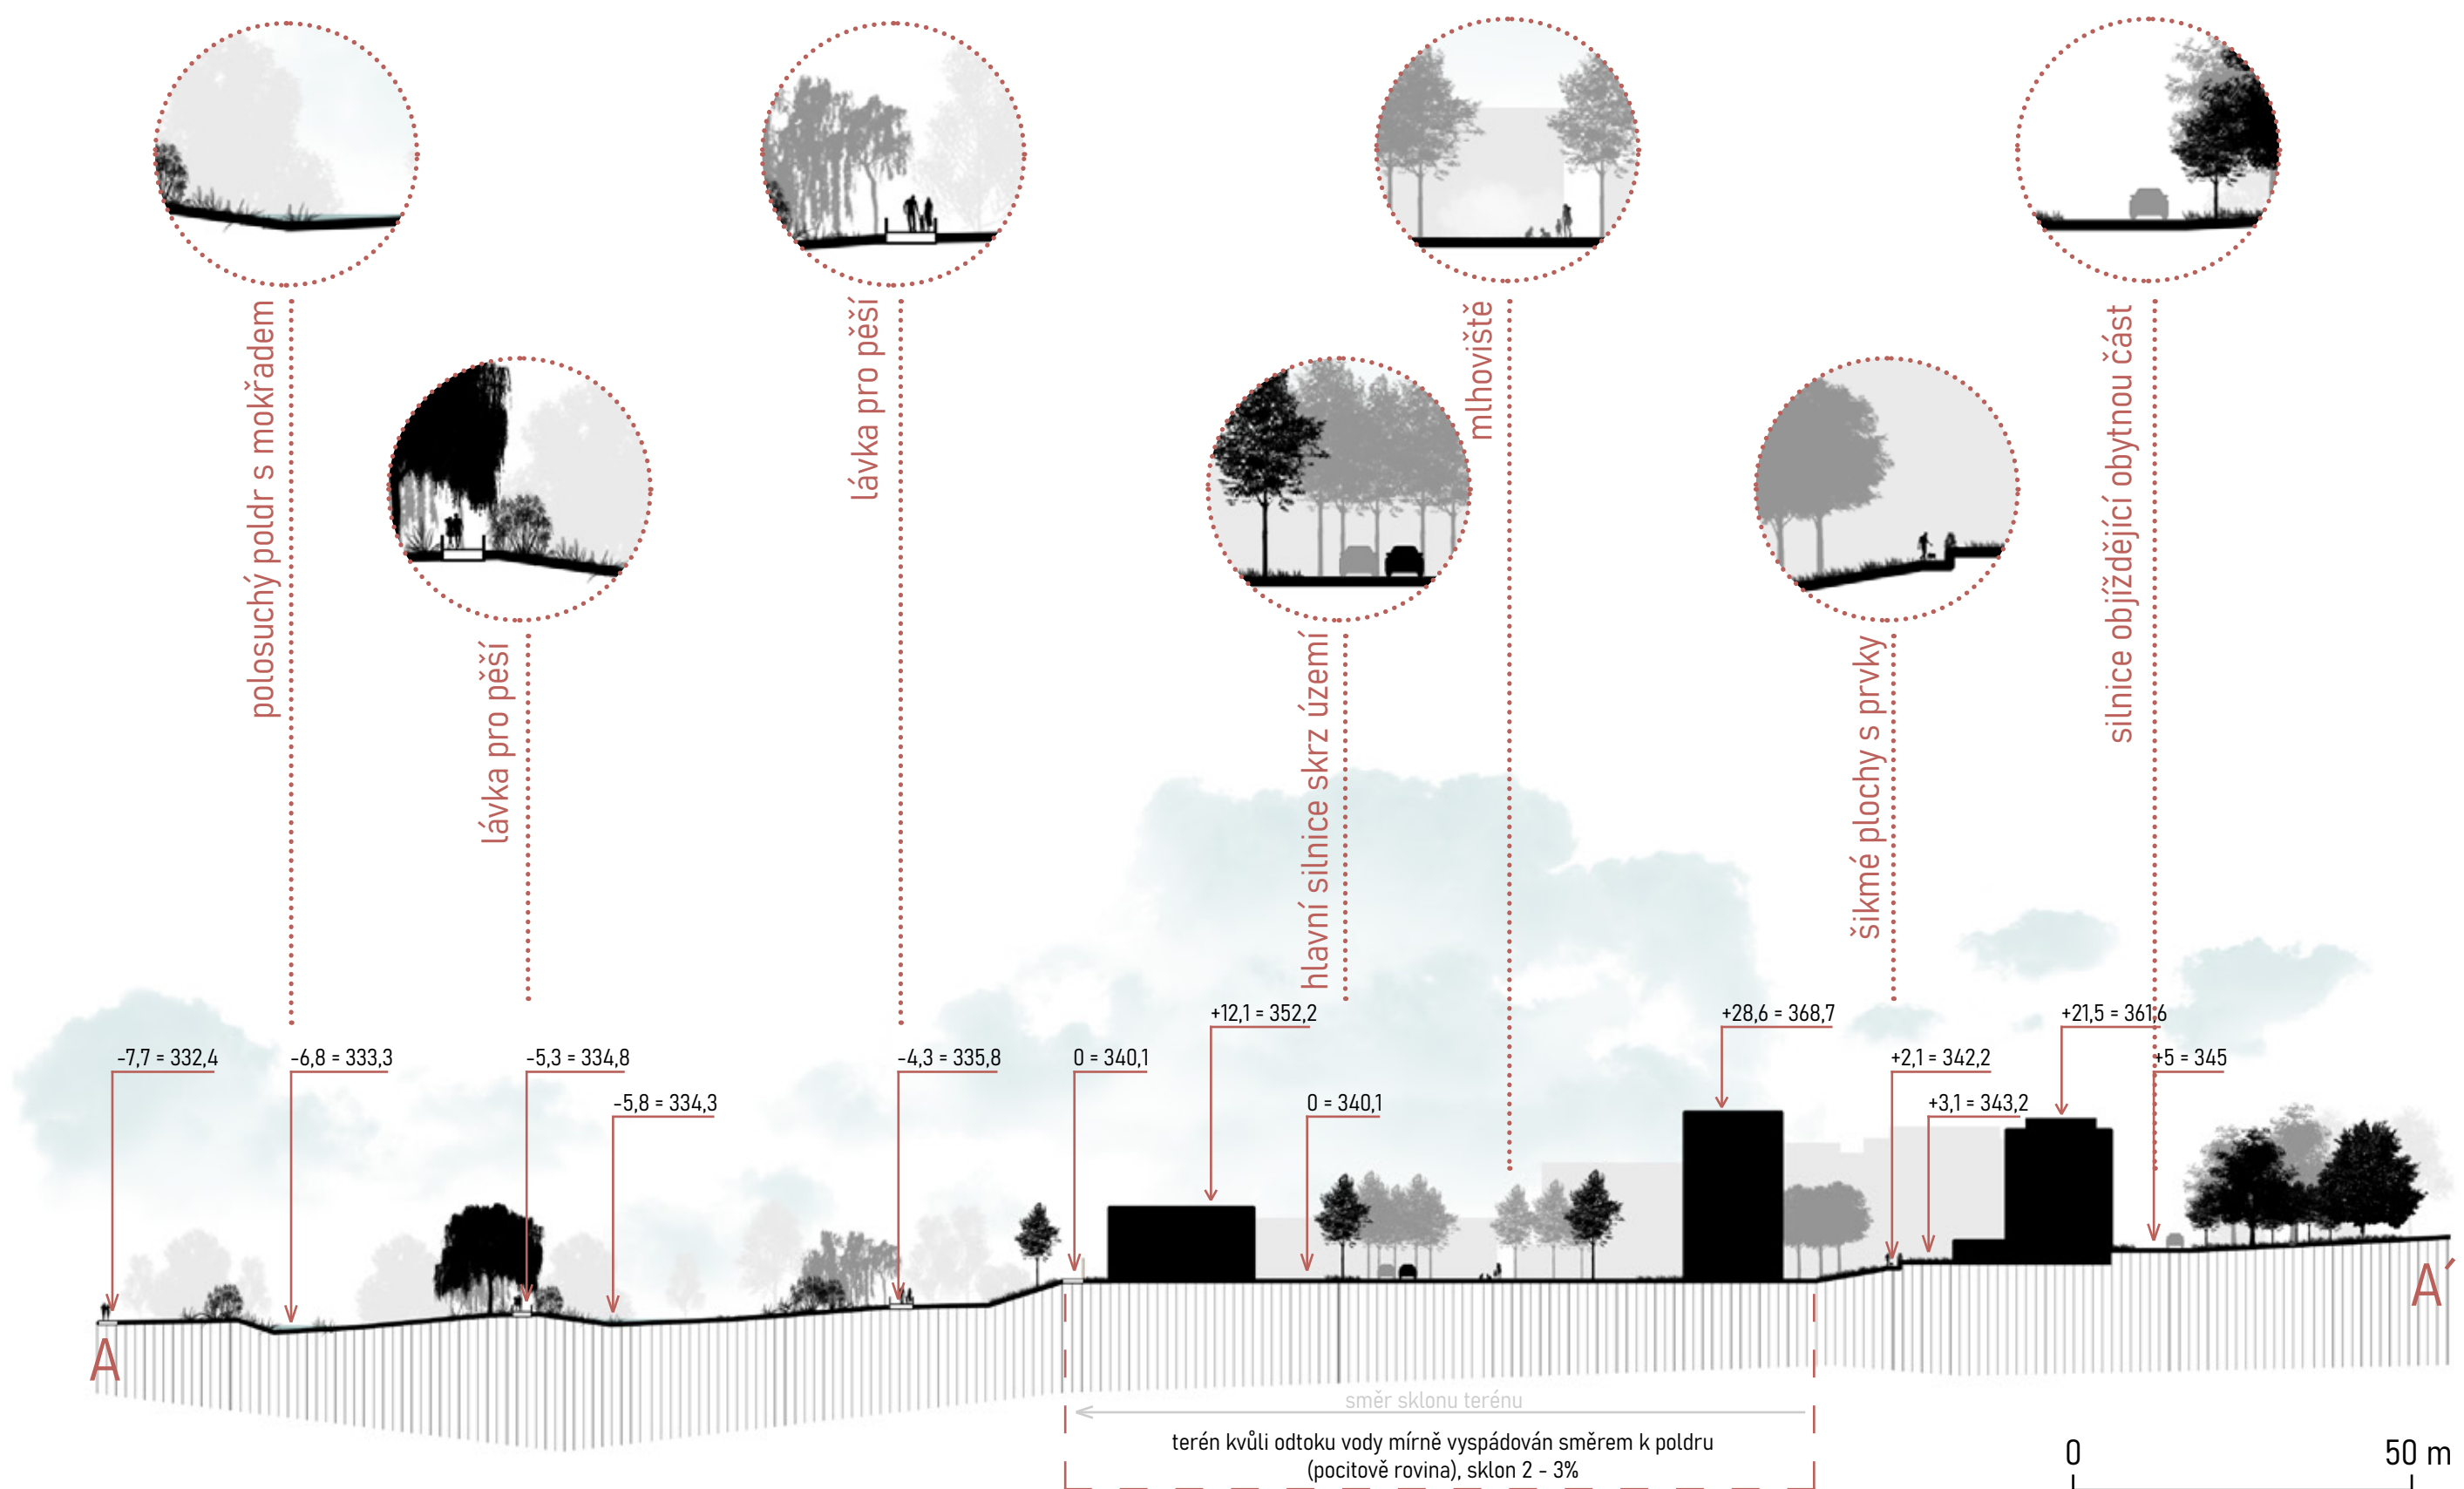 polosuchý poldr s mokřadem
lávka pro pěší
lávka pro pěší
hlavní silnice skrz území
mlhoviště
šikmé plochy s prvky
silnice objíždějící obytnou část
+12,1 = 352,2
+28,6 = 368,7
+21,5 = 361,6
-7,7 = 332,4
-6,8 = 333,3
-5,3 = 334,8
-4,3 = 335,8
0 = 340,1
+2,1 = 342,2
+5 = 345
-5,8 = 334,3
0 = 340,1
+3,1 = 343,2
A
A´
směr sklonu terénu
terén kvůli odtoku vody mírně vyspádován směrem k poldru
(pocitově rovina), sklon 2 - 3%
0
50 m